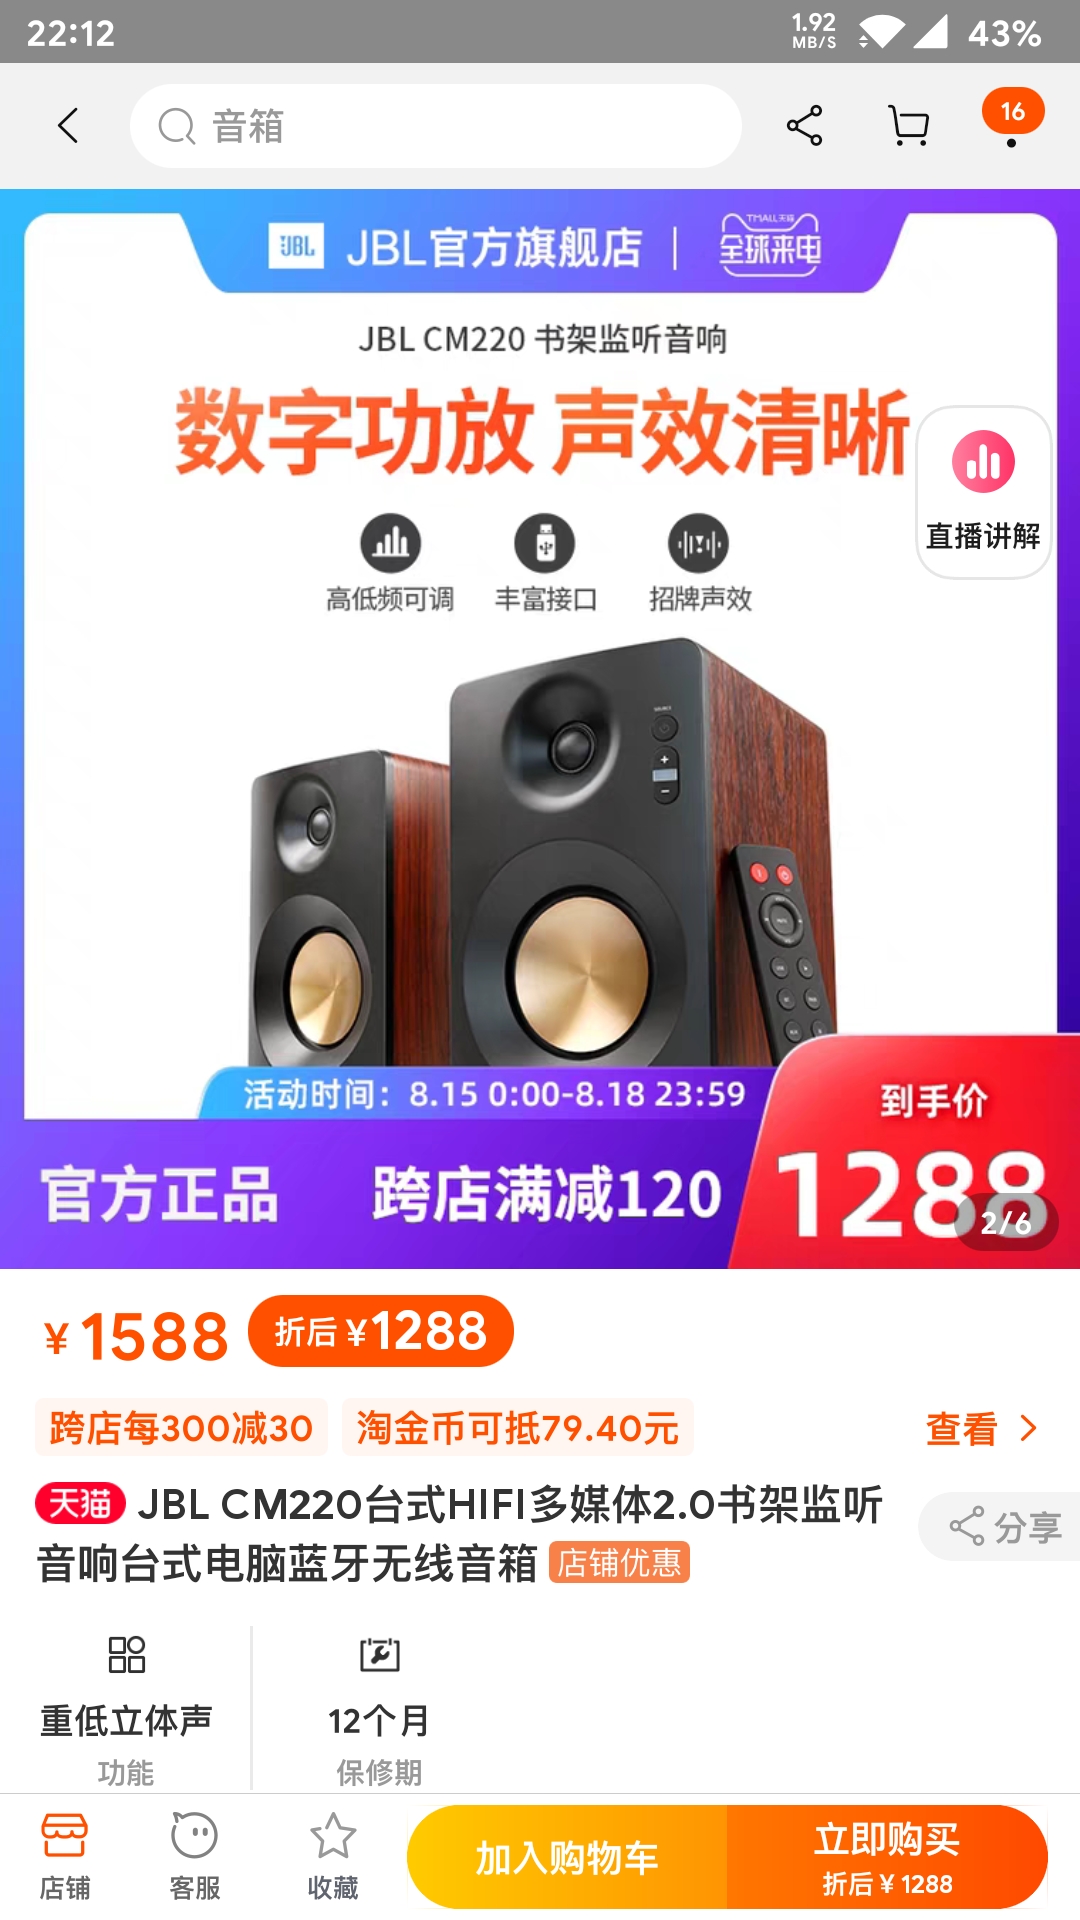 22:12
1.92
MB/S
43%
音箱
16
JBL
JBL官方旗舰店
TMALL天猫
全球来电
JBL CM220 书架监听音响
数字功放 声效清晰
直播讲解
高低频可调
丰富接口
招牌声效
SOURCE
活动时间：8.15 0:00-8.18 23:59
到手价
1288
官方正品
跨店满减120
2/6
¥1588
折后¥1288
跨店每300减30
淘金币可抵79.40元
查看
天猫 JBL CM220台式HIFI多媒体2.0书架监听
音响台式电脑蓝牙无线音箱 店铺优惠
分享
重低立体声
功能
12个月
保修期
店铺
客服
收藏
加入购物车
立即购买
折后¥1288